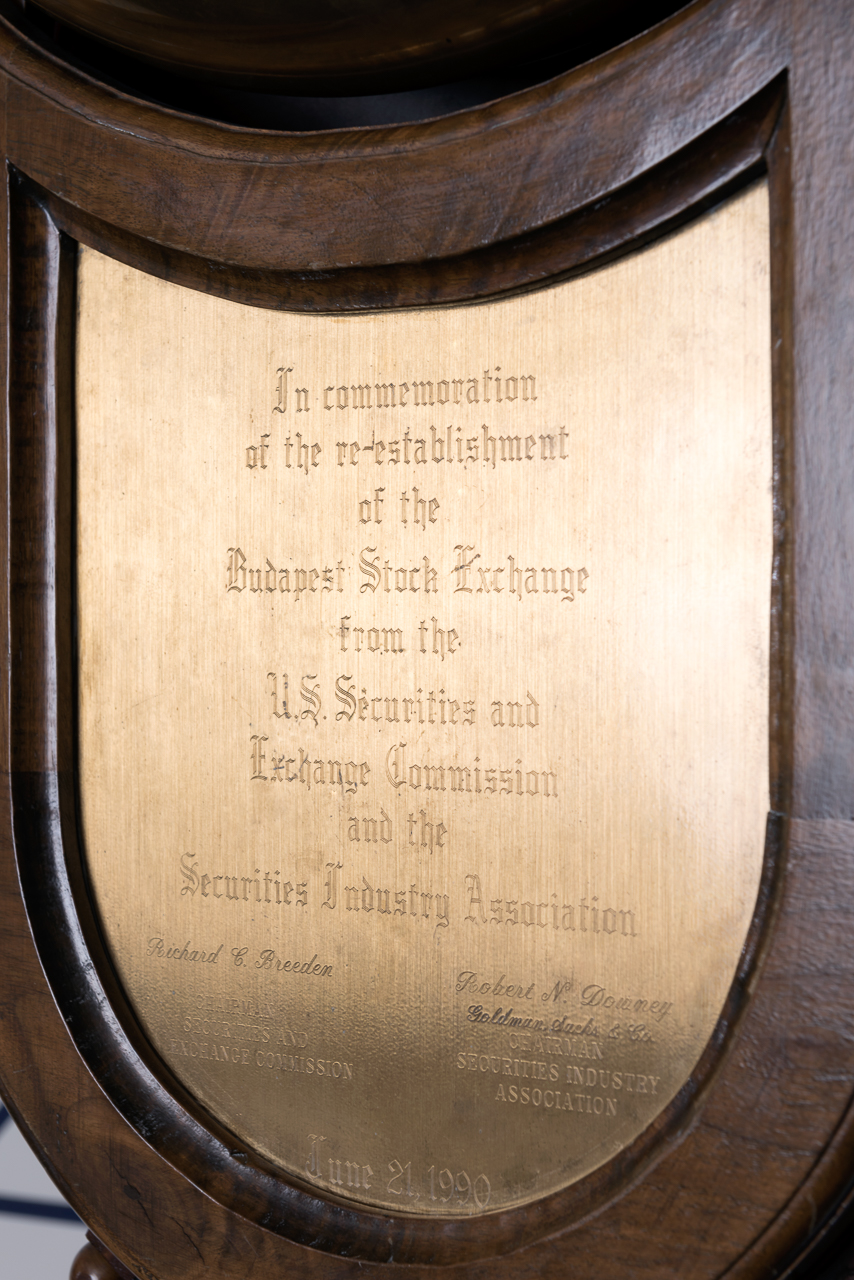 In commemoration
of the re-establishment
of the
Budapest Stock Exchange
from the
U.S. Securities and
Exchange Commission
and the
Securities Industry Association
Richard C. Breeden
CHAIRMAN
SECURITIES AND
EXCHANGE COMMISSION
Robert N. Downey
Goldman, Sachs & Co.
CHAIRMAN
SECURITIES INDUSTRY
ASSOCIATION
June 21, 1990